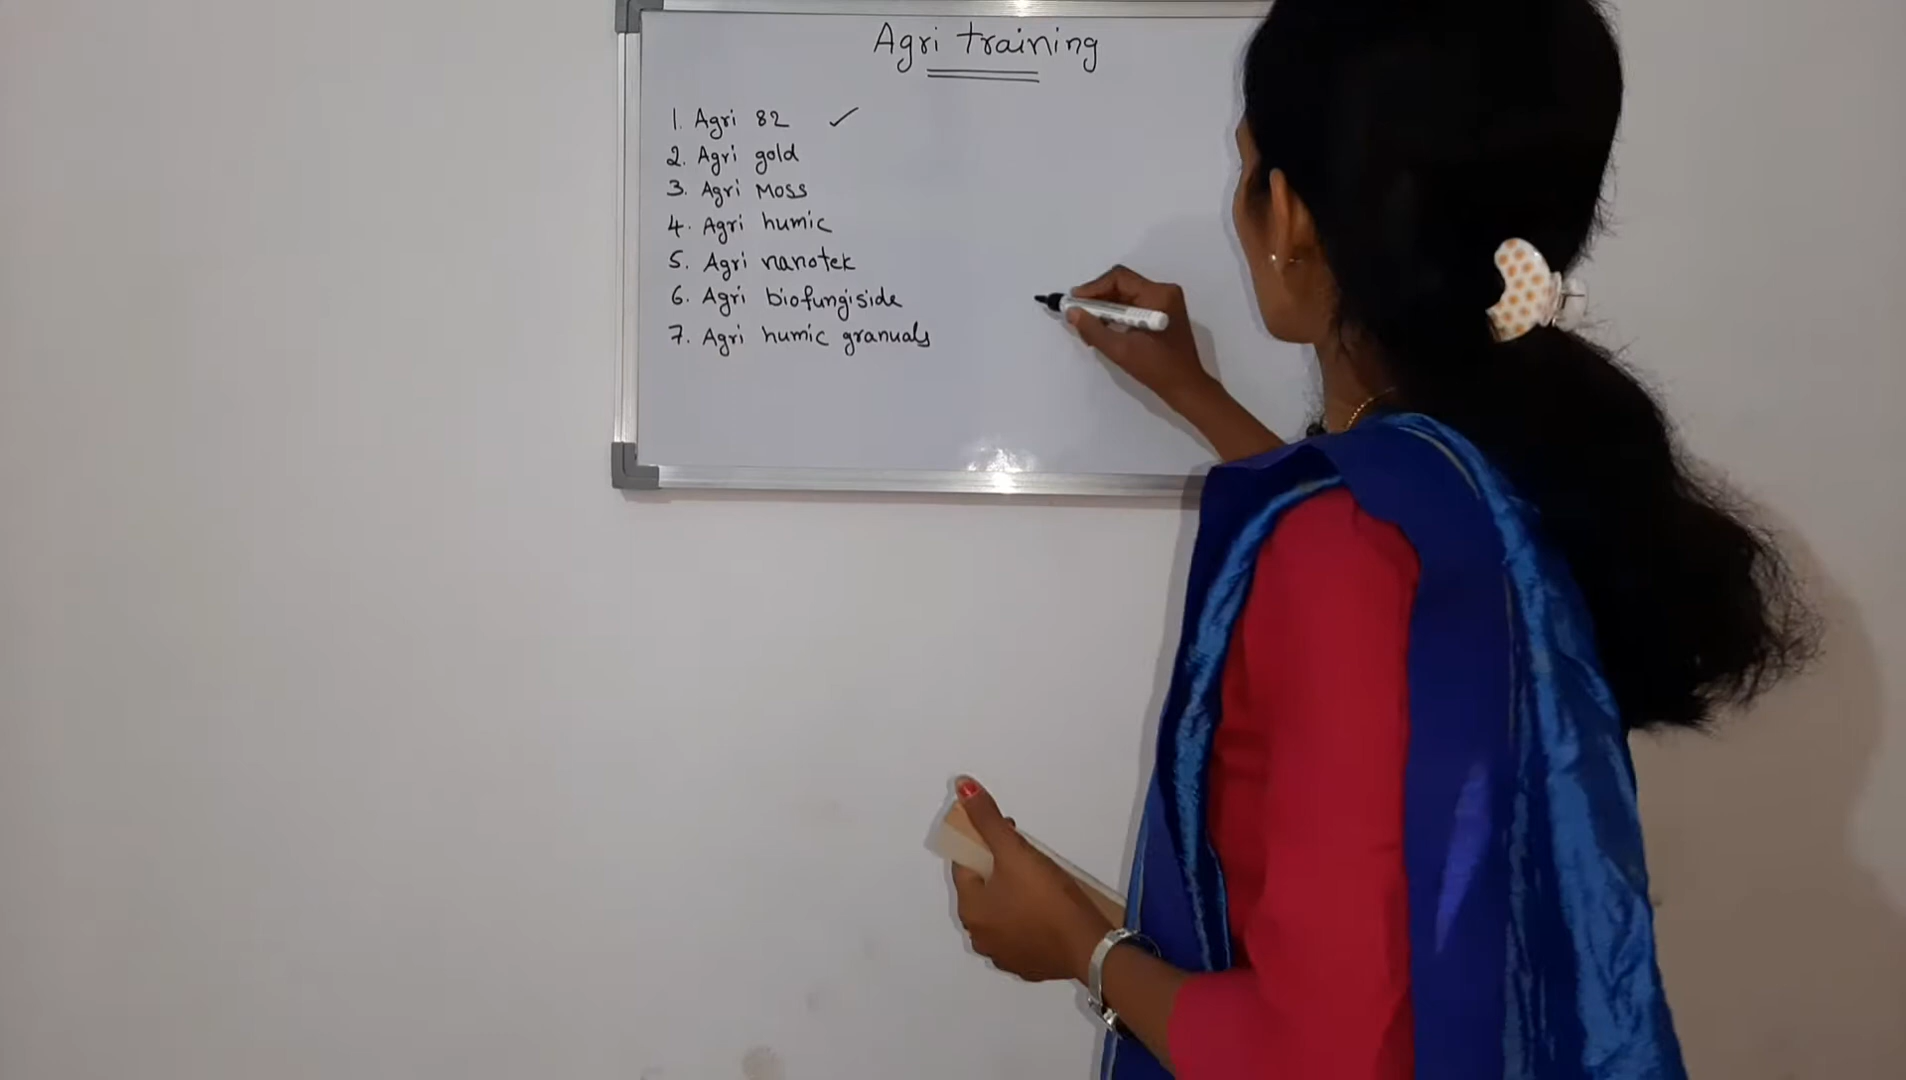 Agri training
1. Agri 82 ✓
2. Agri gold
3. Agri Moss
4. Agri humic
5. Agri nanotek
6. Agri biofungiside
7. Agri humic granuals